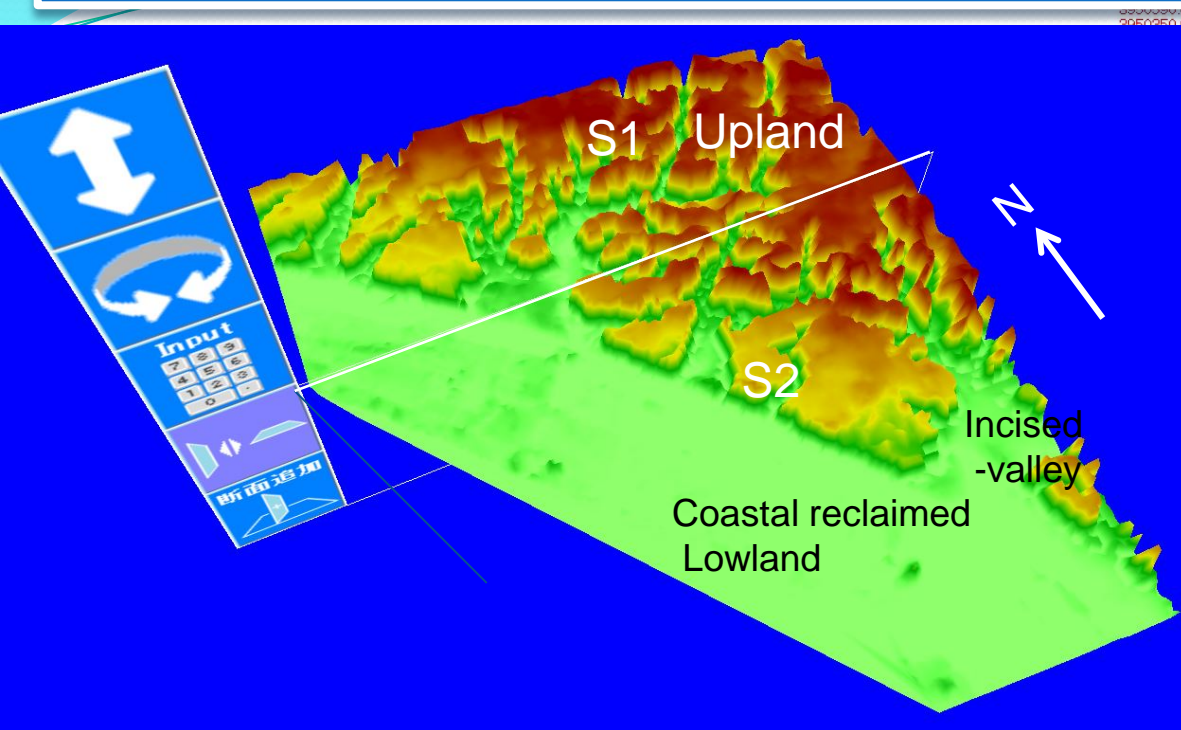 3950350.
Input
7 8 9
4 5 6
1 2 3
0 .
断面追加
S1 Upland
N
S2
Incised
-valley
Coastal reclaimed
Lowland